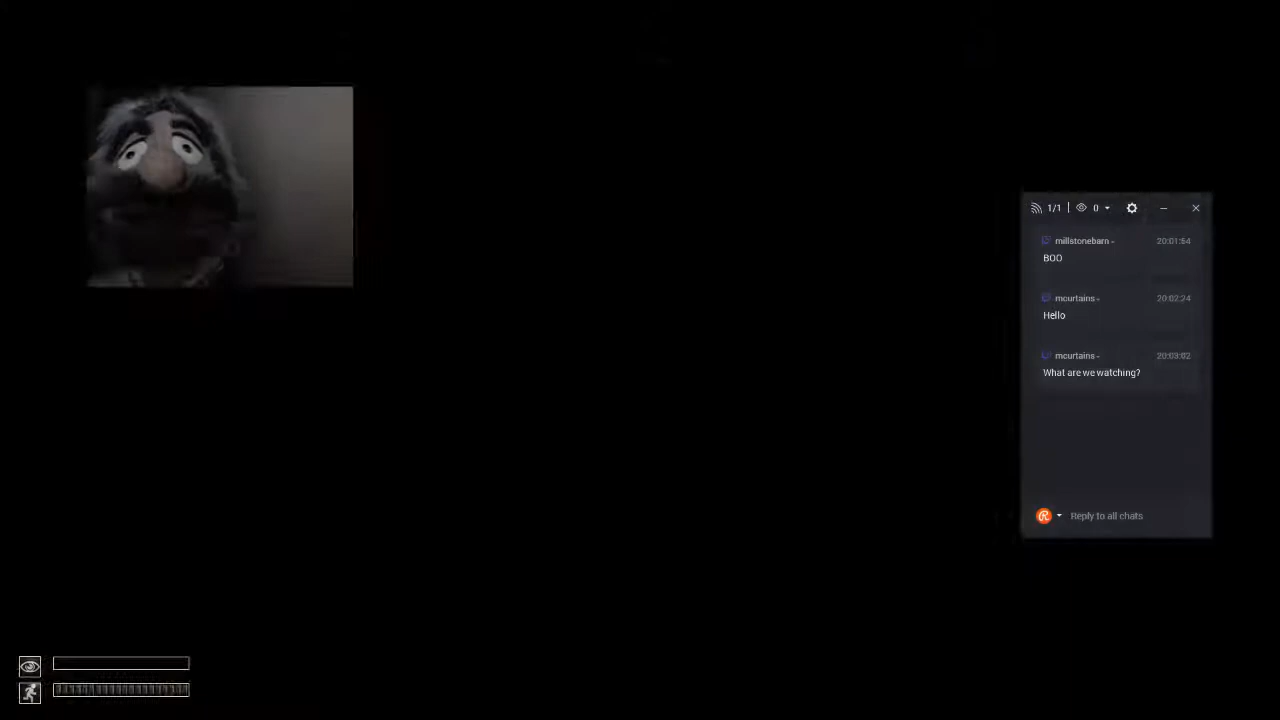 1/1 0
millstonebarn 20:01:54
BOO
mcurtains 20:02:24
Hello
mcurtains 20:03:02
What are we watching?
Reply to all chats